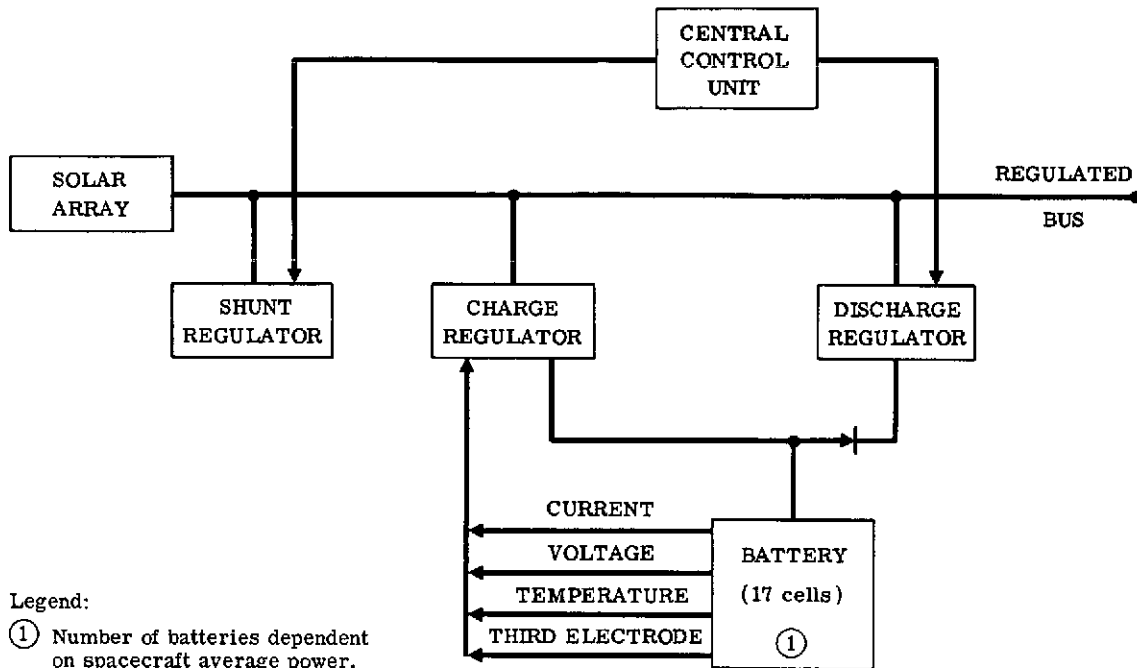 CENTRAL
CONTROL
UNIT
SOLAR
ARRAY
REGULATED
BUS
SHUNT
REGULATOR
CHARGE
REGULATOR
DISCHARGE
REGULATOR
CURRENT
VOLTAGE
TEMPERATURE
THIRD ELECTRODE
BATTERY
(17 cells)
①
Legend:
① Number of batteries dependent
on spacecraft average power.